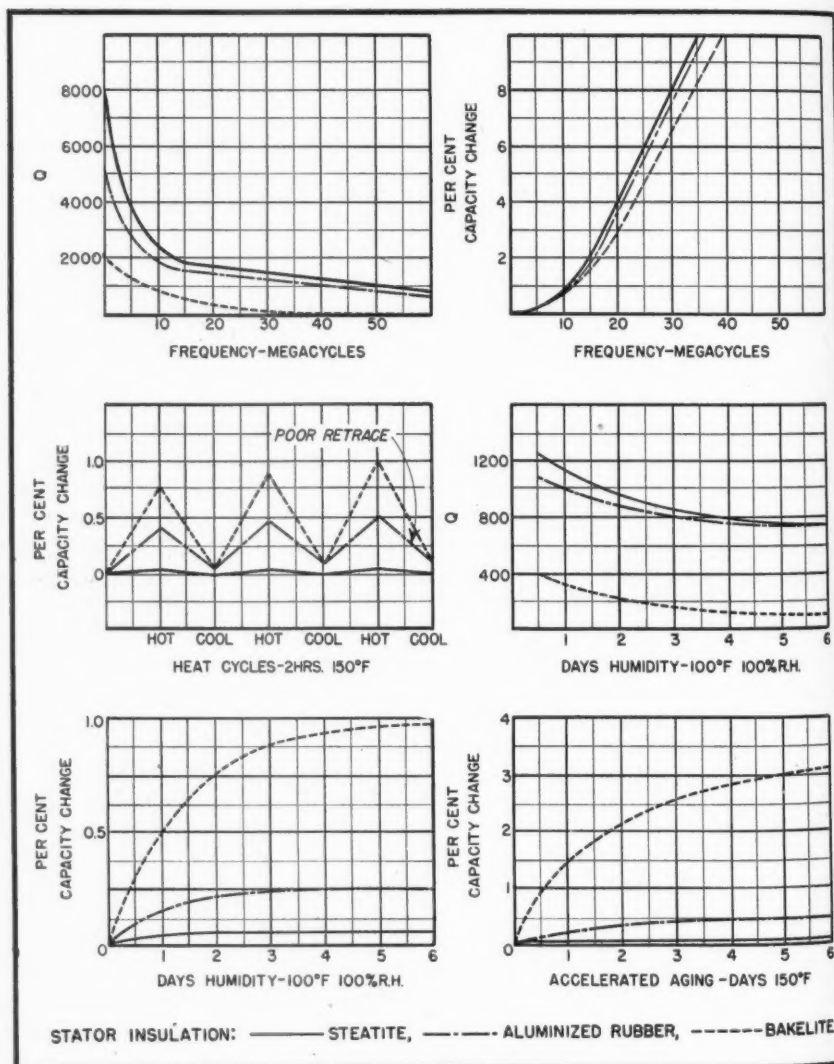 8000
6000
4000
2000
Q
10 20 30 40 50
FREQUENCY-MEGACYCLES
8
6
4
2
PER CENT
CAPACITY CHANGE
10 20 30 40 50
FREQUENCY-MEGACYCLES
POOR RETRACE
1.0
0.5
0
PER CENT
CAPACITY CHANGE
HOT COOL HOT COOL HOT COOL
HEAT CYCLES-2HRS. 150°F
1200
800
400
Q
1 2 3 4 5 6
DAYS HUMIDITY-100°F 100%R.H.
1.0
0.5
0
PER CENT
CAPACITY CHANGE
1 2 3 4 5 6
DAYS HUMIDITY-100°F 100%R.H.
4
3
2
1
0
PER CENT
CAPACITY CHANGE
1 2 3 4 5 6
ACCELERATED AGING-DAYS 150°F
STATOR INSULATION: STEATITE, ALUMINIZED RUBBER, BAKELITE